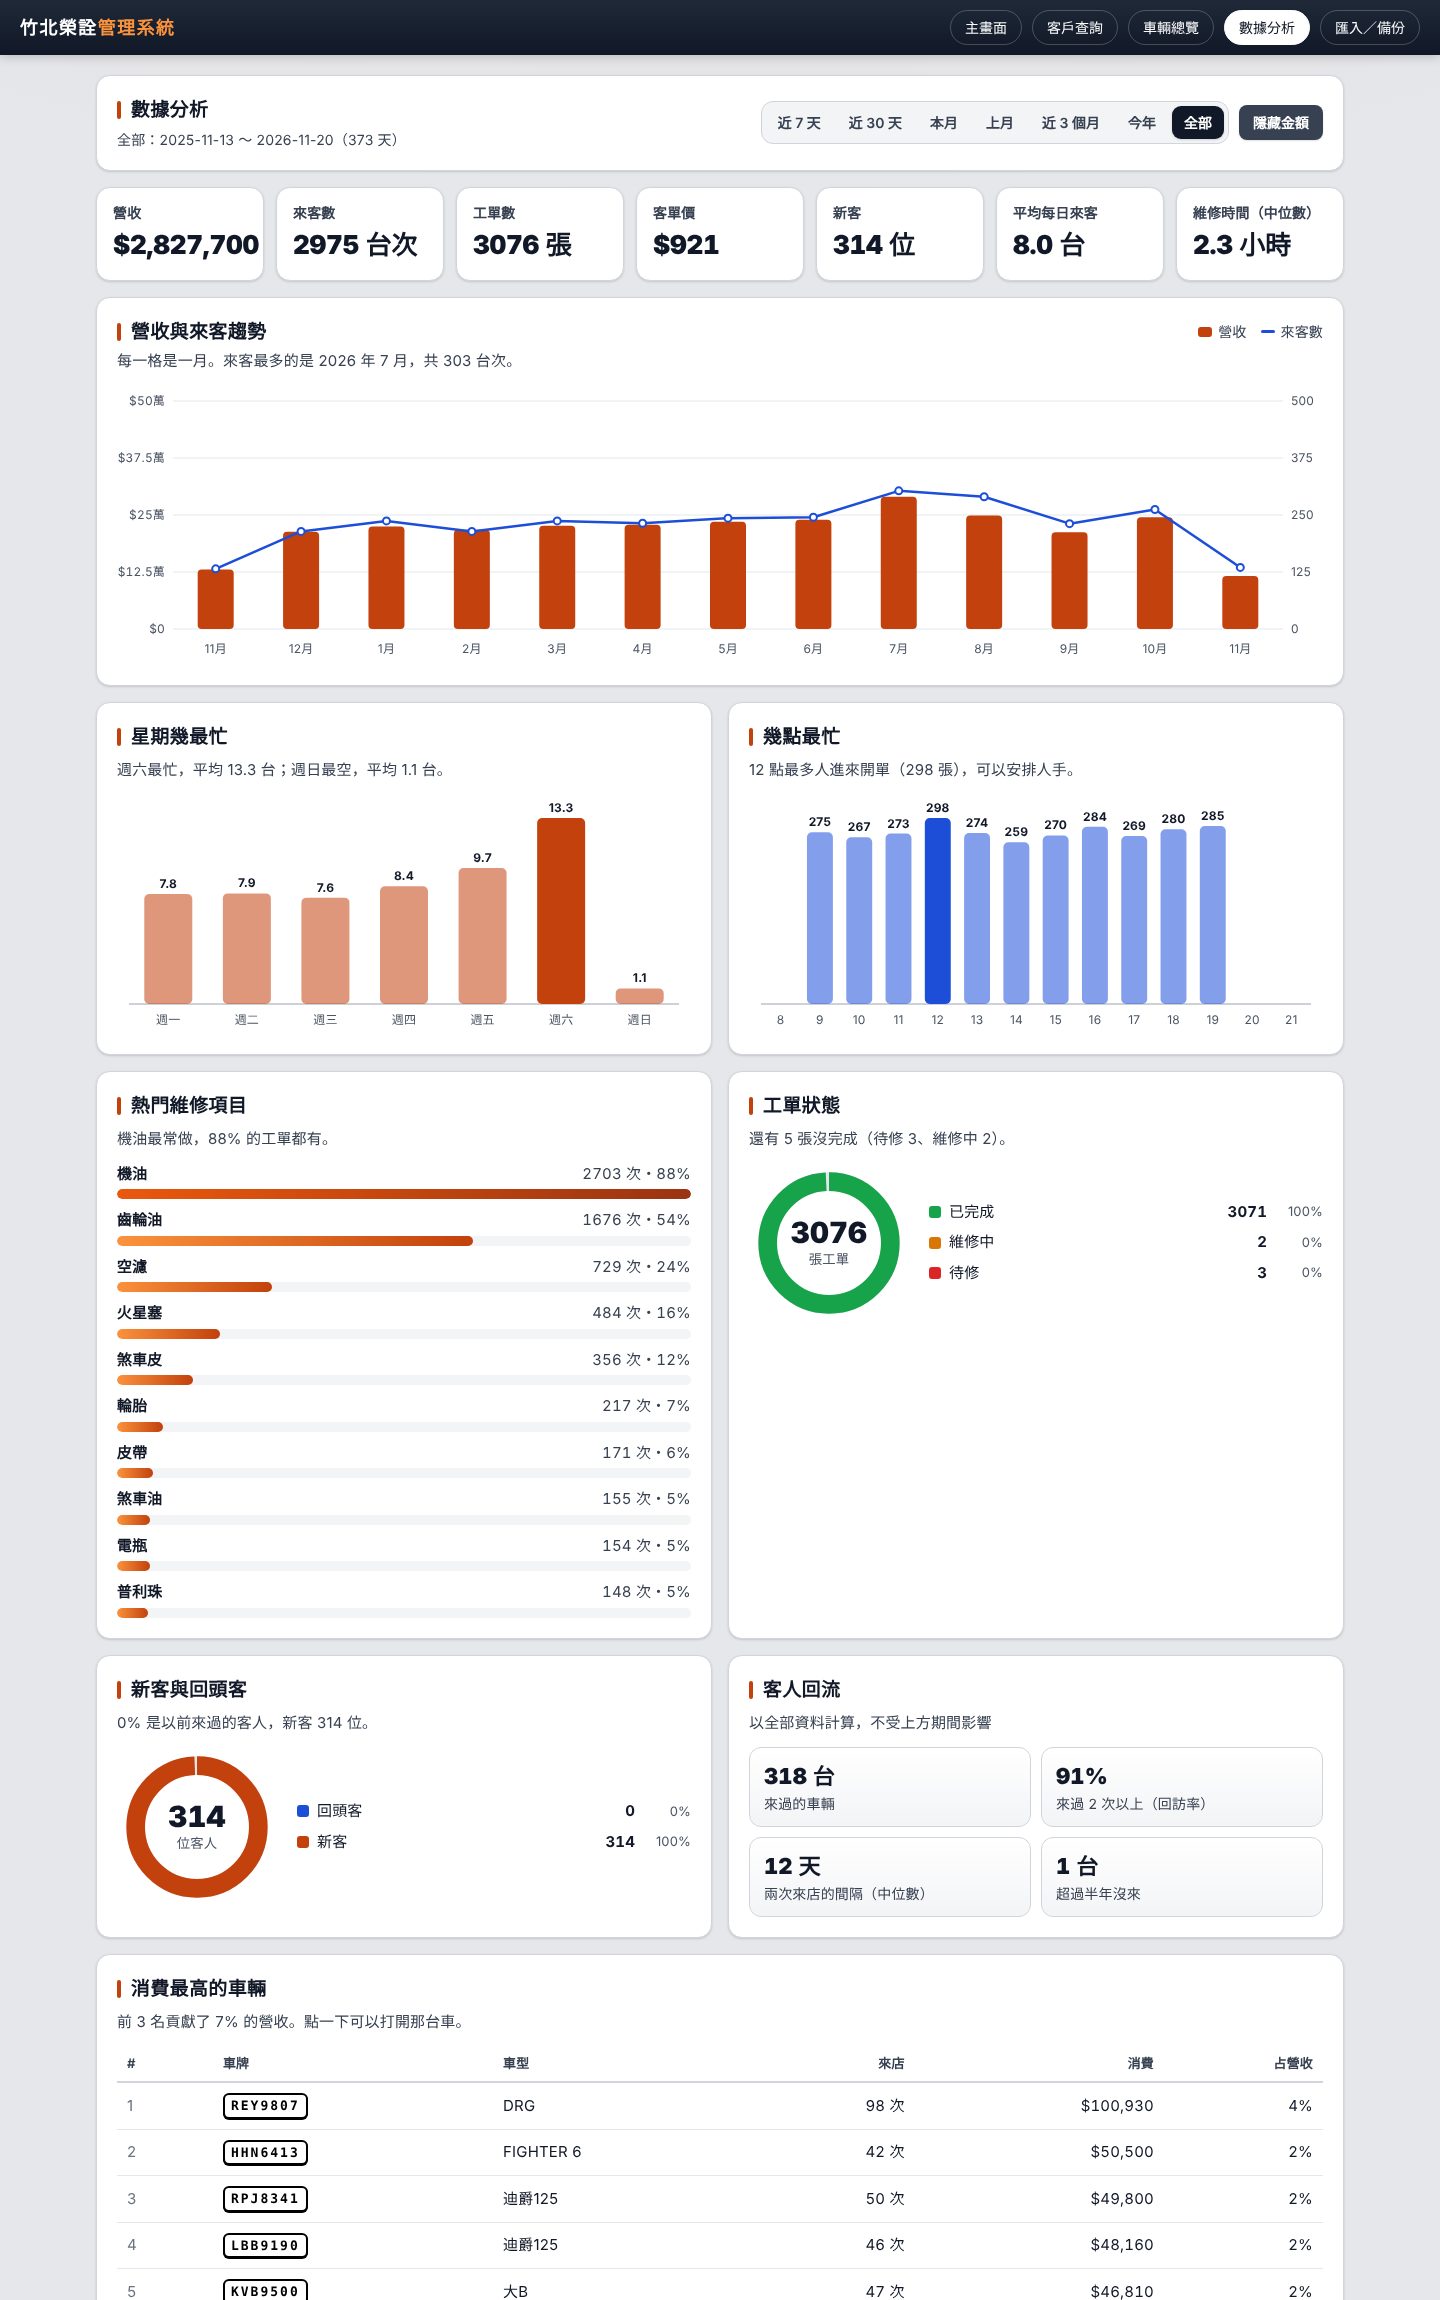 竹北榮詮管理系統
主畫面 客戶查詢 車輛總覽 數據分析 匯入／備份
數據分析
全部：2025-11-13 ～ 2026-11-20（373 天）
近 7 天 近 30 天 本月 上月 近 3 個月 今年 全部 隱藏金額
營收 來客數 工單數 客單價 新客 平均每日來客 維修時間（中位數）
$2,827,700 2975 台次 3076 張 $921 314 位 8.0 台 2.3 小時
營收與來客趨勢
營收 來客數
每一格是一月。來客最多的是 2026 年 7 月，共 303 台次。
$50萬 500
$37.5萬 375
$25萬 250
$12.5萬 125
$0 0
11月 12月 1月 2月 3月 4月 5月 6月 7月 8月 9月 10月 11月
星期幾最忙
週六最忙，平均 13.3 台；週日最空，平均 1.1 台。
7.8 7.9 7.6 8.4 9.7 13.3 1.1
週一 週二 週三 週四 週五 週六 週日
幾點最忙
12 點最多人進來開單（298 張），可以安排人手。
275 267 273 298 274 259 270 284 269 280 285
8 9 10 11 12 13 14 15 16 17 18 19 20 21
熱門維修項目
機油最常做，88% 的工單都有。
機油 2703 次・88%
齒輪油 1676 次・54%
空濾 729 次・24%
火星塞 484 次・16%
煞車皮 356 次・12%
輪胎 217 次・7%
皮帶 171 次・6%
煞車油 155 次・5%
電瓶 154 次・5%
普利珠 148 次・5%
工單狀態
還有 5 張沒完成（待修 3、維修中 2）。
3076
張工單
已完成 3071 100%
維修中 2 0%
待修 3 0%
新客與回頭客
0% 是以前來過的客人，新客 314 位。
314
位客人
回頭客 0 0%
新客 314 100%
客人回流
以全部資料計算，不受上方期間影響
318 台
來過的車輛
91%
來過 2 次以上（回訪率）
12 天
兩次來店的間隔（中位數）
1 台
超過半年沒來
消費最高的車輛
前 3 名貢獻了 7% 的營收。點一下可以打開那台車。
# 車牌 車型 來店 消費 占營收
1 REY9807 DRG 98 次 $100,930 4%
2 HHN6413 FIGHTER 6 42 次 $50,500 2%
3 RPJ8341 迪爵125 50 次 $49,800 2%
4 LBB9190 迪爵125 46 次 $48,160 2%
5 KVB9500 大B 47 次 $46,810 2%